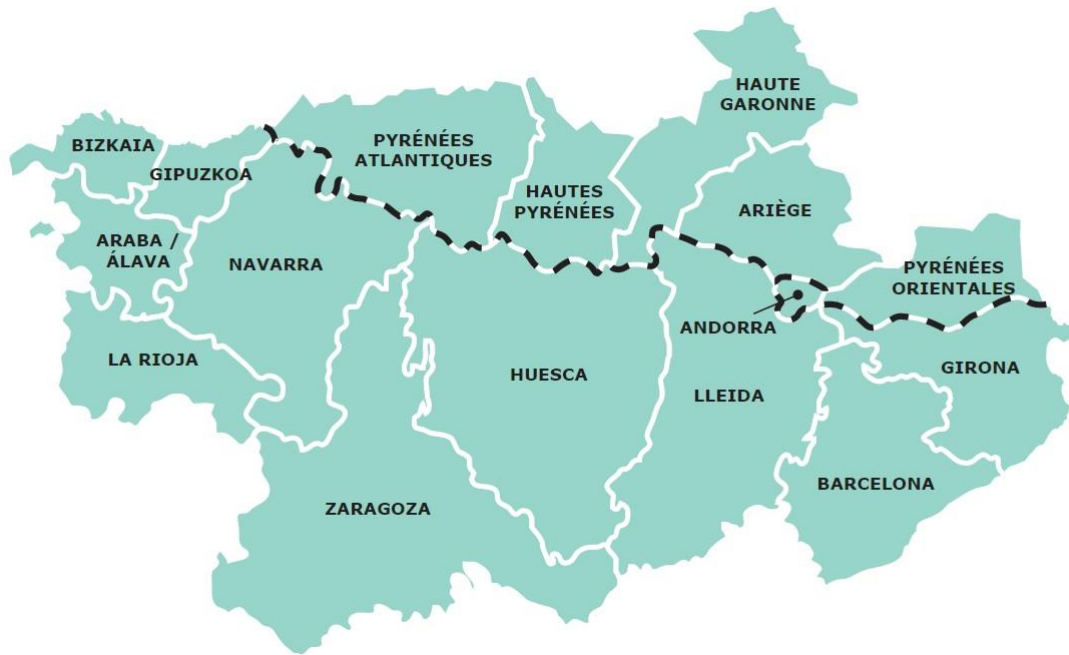 HAUTE
GARONNE
BIZKAIA
PYRÉNÉES
ATLANTIQUES
GIPUZKOA
HAUTES
PYRÉNÉES
ARIÈGE
ARABA /
ÁLAVA
NAVARRA
PYRÉNÉES
ORIENTALES
ANDORRA
LA RIOJA
HUESCA
LLEIDA
GIRONA
BARCELONA
ZARAGOZA